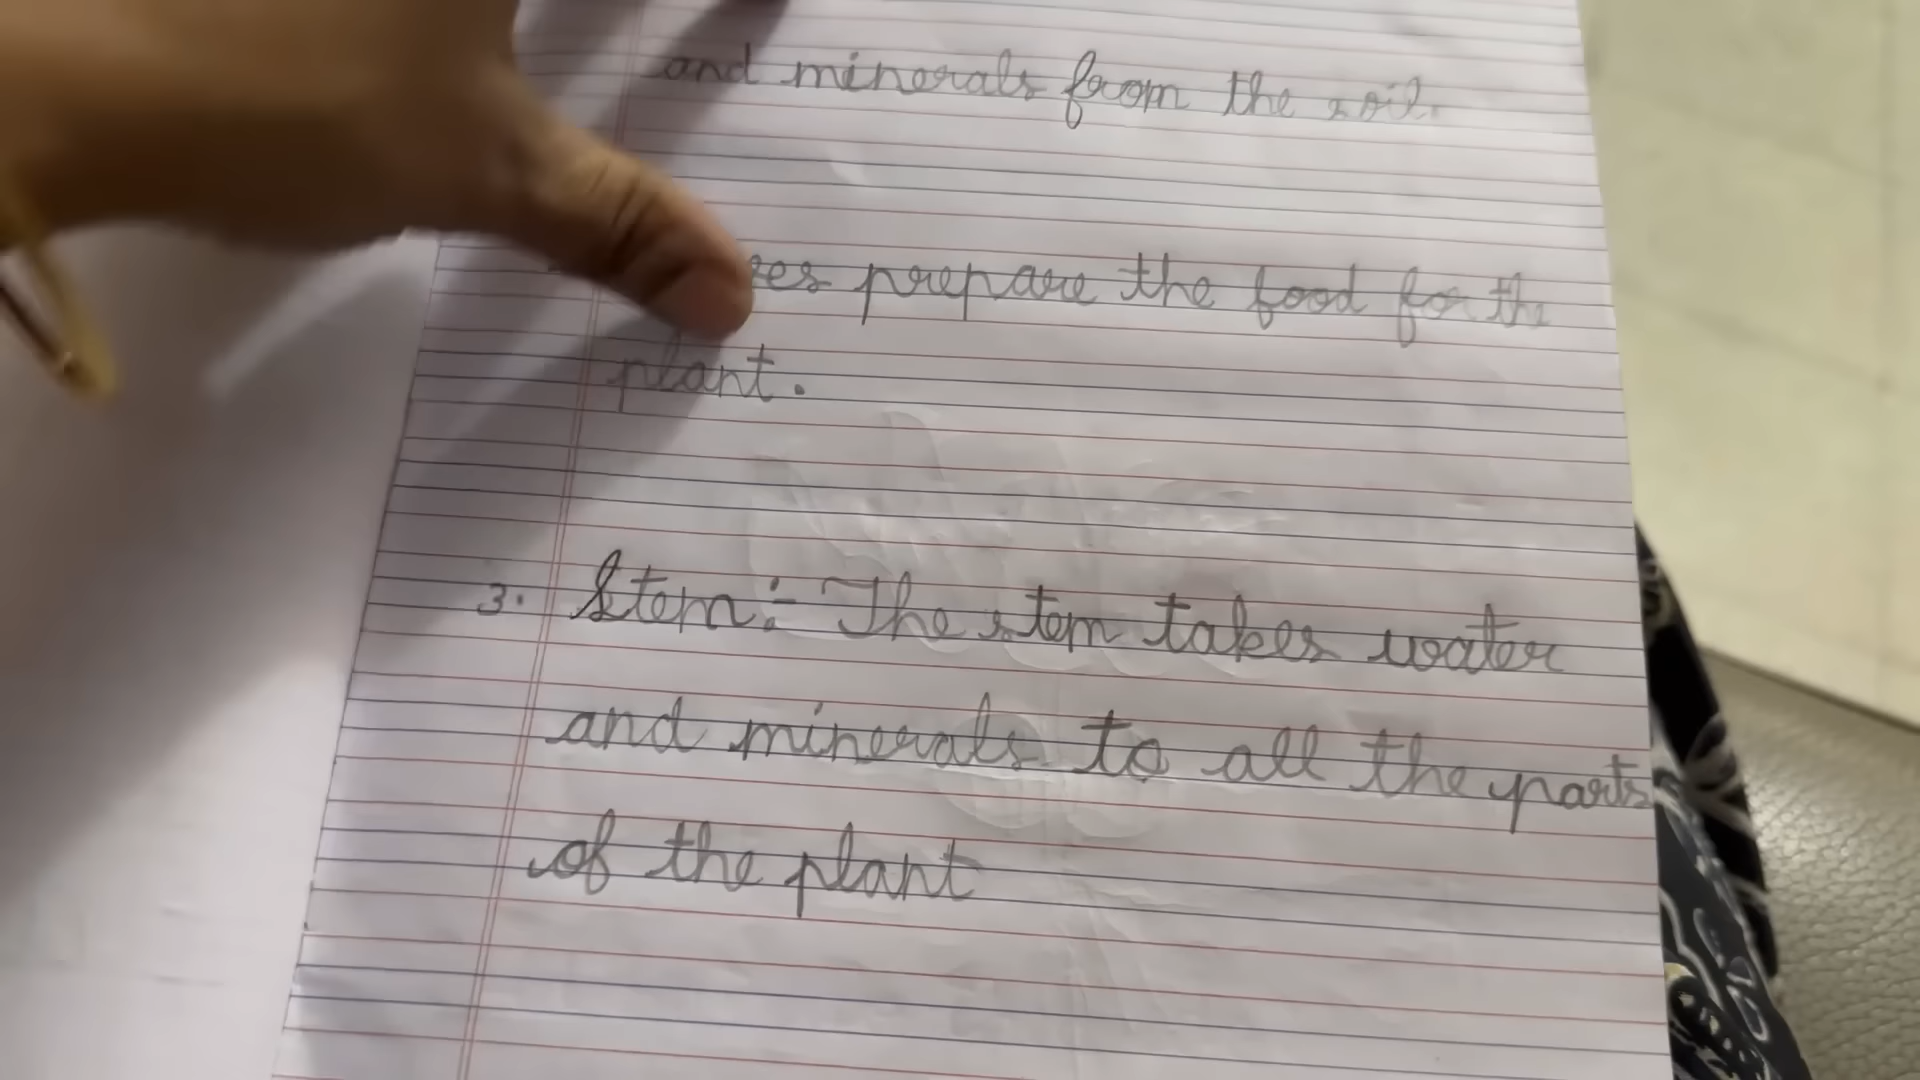 and minerals from the soil.
prepare the food for the
plant.
3. Stem:- The stem takes water
and minerals to all the parts
of the plant